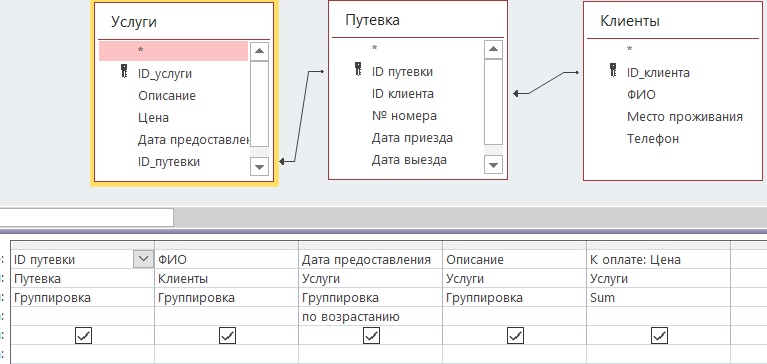 Услуги
*
ID_услуги
Описание
Цена
Дата предоставлен
ID_путевки
Путевка
*
ID путевки
ID клиента
№ номера
Дата приезда
Дата выезда
Клиенты
*
ID_клиента
ФИО
Место проживания
Телефон
ID путевки ФИО Дата предоставления Описание К оплате: Цена
Путевка Клиенты Услуги Услуги Услуги
Группировка Группировка Группировка Группировка Sum
по возрастанию